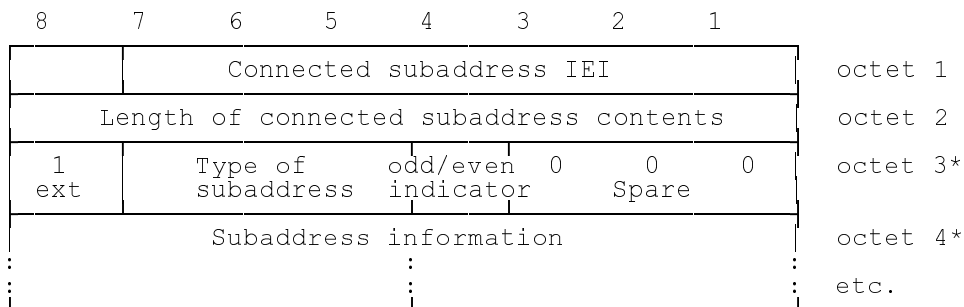 8 7 6 5 4 3 2 1
Connected subaddress IEI octet 1
Length of connected subaddress contents octet 2
1 Type of odd/even 0 0 0 octet 3*
ext subaddress indicator Spare
Subaddress information octet 4*
: : :
: : : etc.